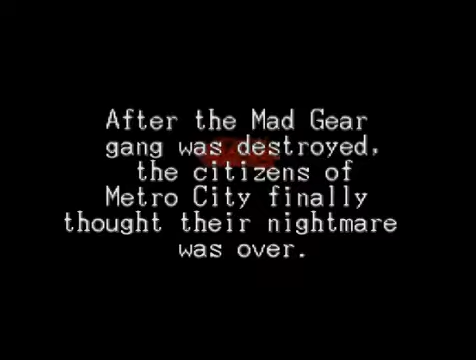 After the Mad Gear
gang was destroyed,
the citizens of
Metro City finally
thought their nightmare
was over.